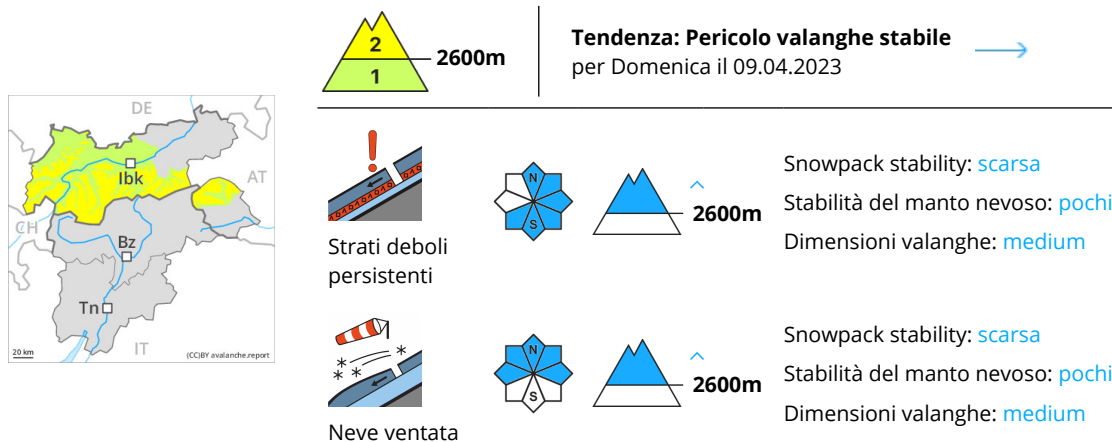 2
1
2600m
Tendenza: Pericolo valanghe stabile
per Domenica il 09.04.2023
DE
AT
Ibk
CH
Bz
Tn
IT
20 km
(CC)BY avalanche.report
N
S
2600m
Snowpack stability: scarsa
Stabilità del manto nevoso: pochi
Dimensioni valanghe: medium
Strati deboli
persistenti
N
S
2600m
Snowpack stability: scarsa
Stabilità del manto nevoso: pochi
Dimensioni valanghe: medium
Neve ventata